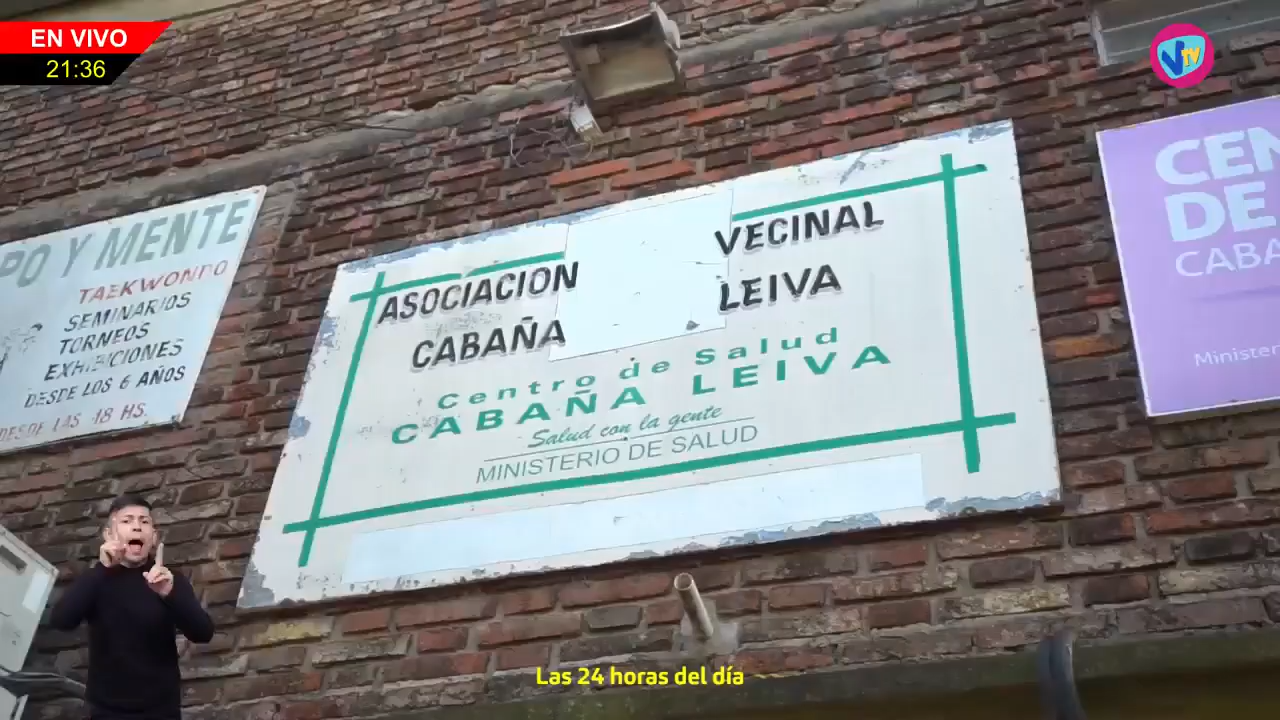 EN VIVO
21:36
V TV
PO Y MENTE
TAEKWONDO
SEMINARIOS
TORNEOS
EXHIBICIONES
DESDE LOS 6 AÑOS
DESDE LAS 18 HS.
ASOCIACION VECINAL
CABAÑA LEIVA
Centro de Salud
CABAÑA LEIVA
Salud con la gente
MINISTERIO DE SALUD
CEN
DE
CABA
Minister
Las 24 horas del día